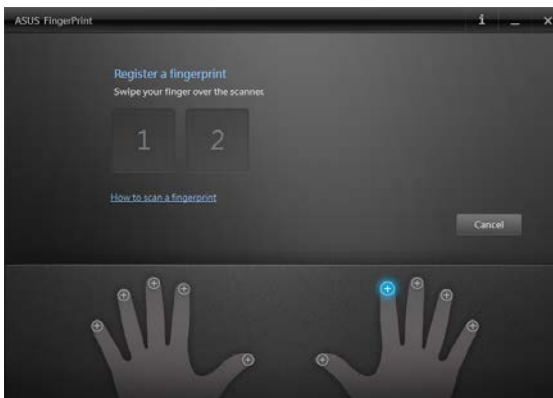 ASUS FingerPrint
Register a fingerprint
Swipe your finger over the scanner.
1 2
How to scan a fingerprint
Cancel